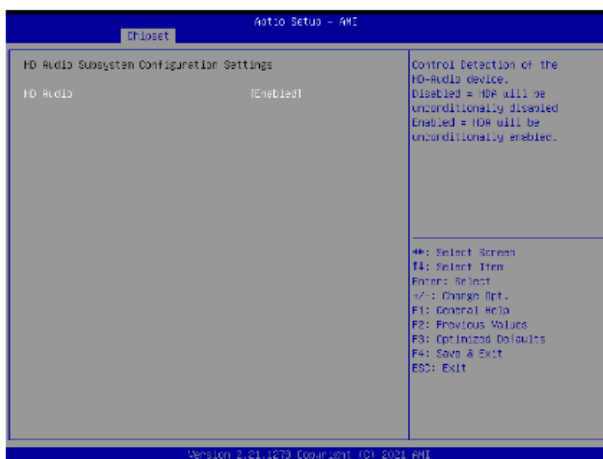 Aptio Setup - AMI
Chipset
HD Audio Subsystem Configuration Settings
HD Audio [Enabled]
Control Detection of the
HD-Audio device.
Disabled = HDA will be
unconditionally disabled
Enabled = HDA will be
unconditionally enabled.
→←: Select Screen
↑↓: Select Item
Enter: Select
+/-: Change Opt.
F1: General Help
F2: Previous Values
F3: Optimized Defaults
F4: Save & Exit
ESC: Exit
Version 2.21.1278 Copyright (C) 2021 AMI